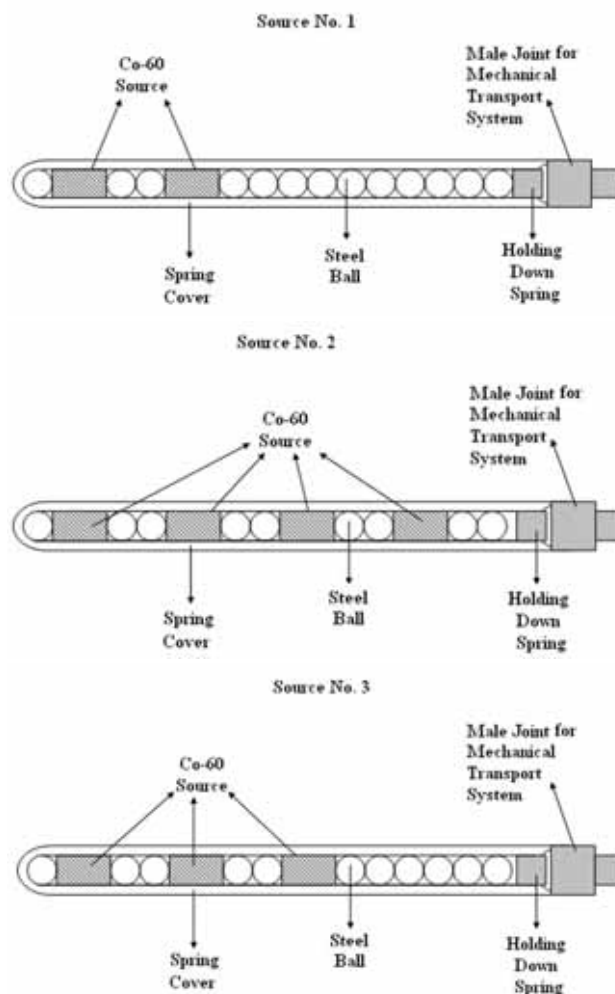 Source No. 1
Co-60
Source
Male Joint for
Mechanical
Transport
System
Spring
Cover
Steel
Ball
Holding
Down
Spring
Source No. 2
Co-60
Source
Male Joint for
Mechanical
Transport
System
Spring
Cover
Steel
Ball
Holding
Down
Spring
Source No. 3
Co-60
Source
Male Joint for
Mechanical
Transport
System
Spring
Cover
Steel
Ball
Holding
Down
Spring